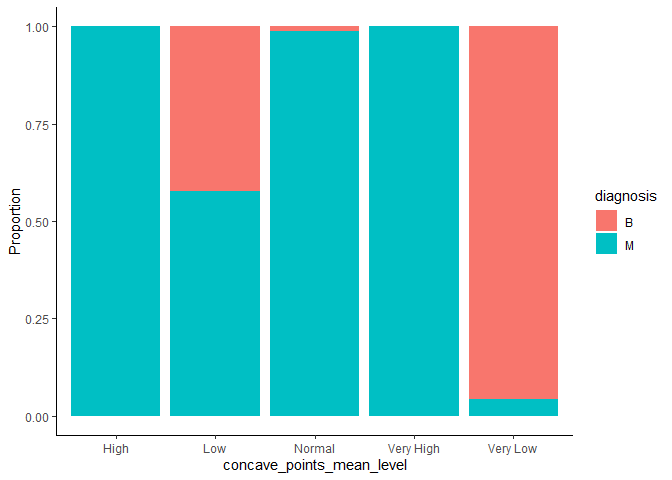 1.00
0.75
0.50
0.25
0.00
Proportion
High Low Normal Very High Very Low
concave_points_mean_level
diagnosis
B
M